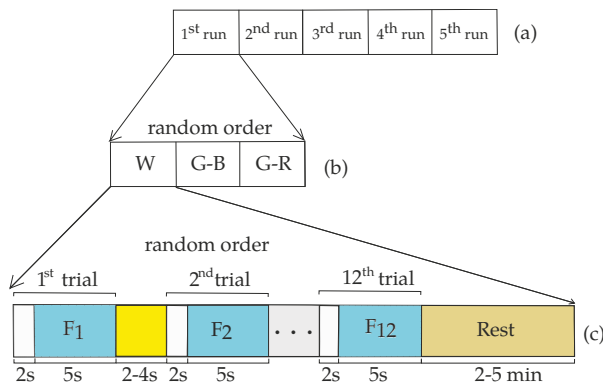 1st run 2nd run 3rd run 4th run 5th run (a)
random order
W G-B G-R (b)
random order
1st trial 2nd trial 12th trial
F1 F2 . . . F12 Rest (c)
2s 5s 2-4s 2s 5s 2s 5s 2-5 min